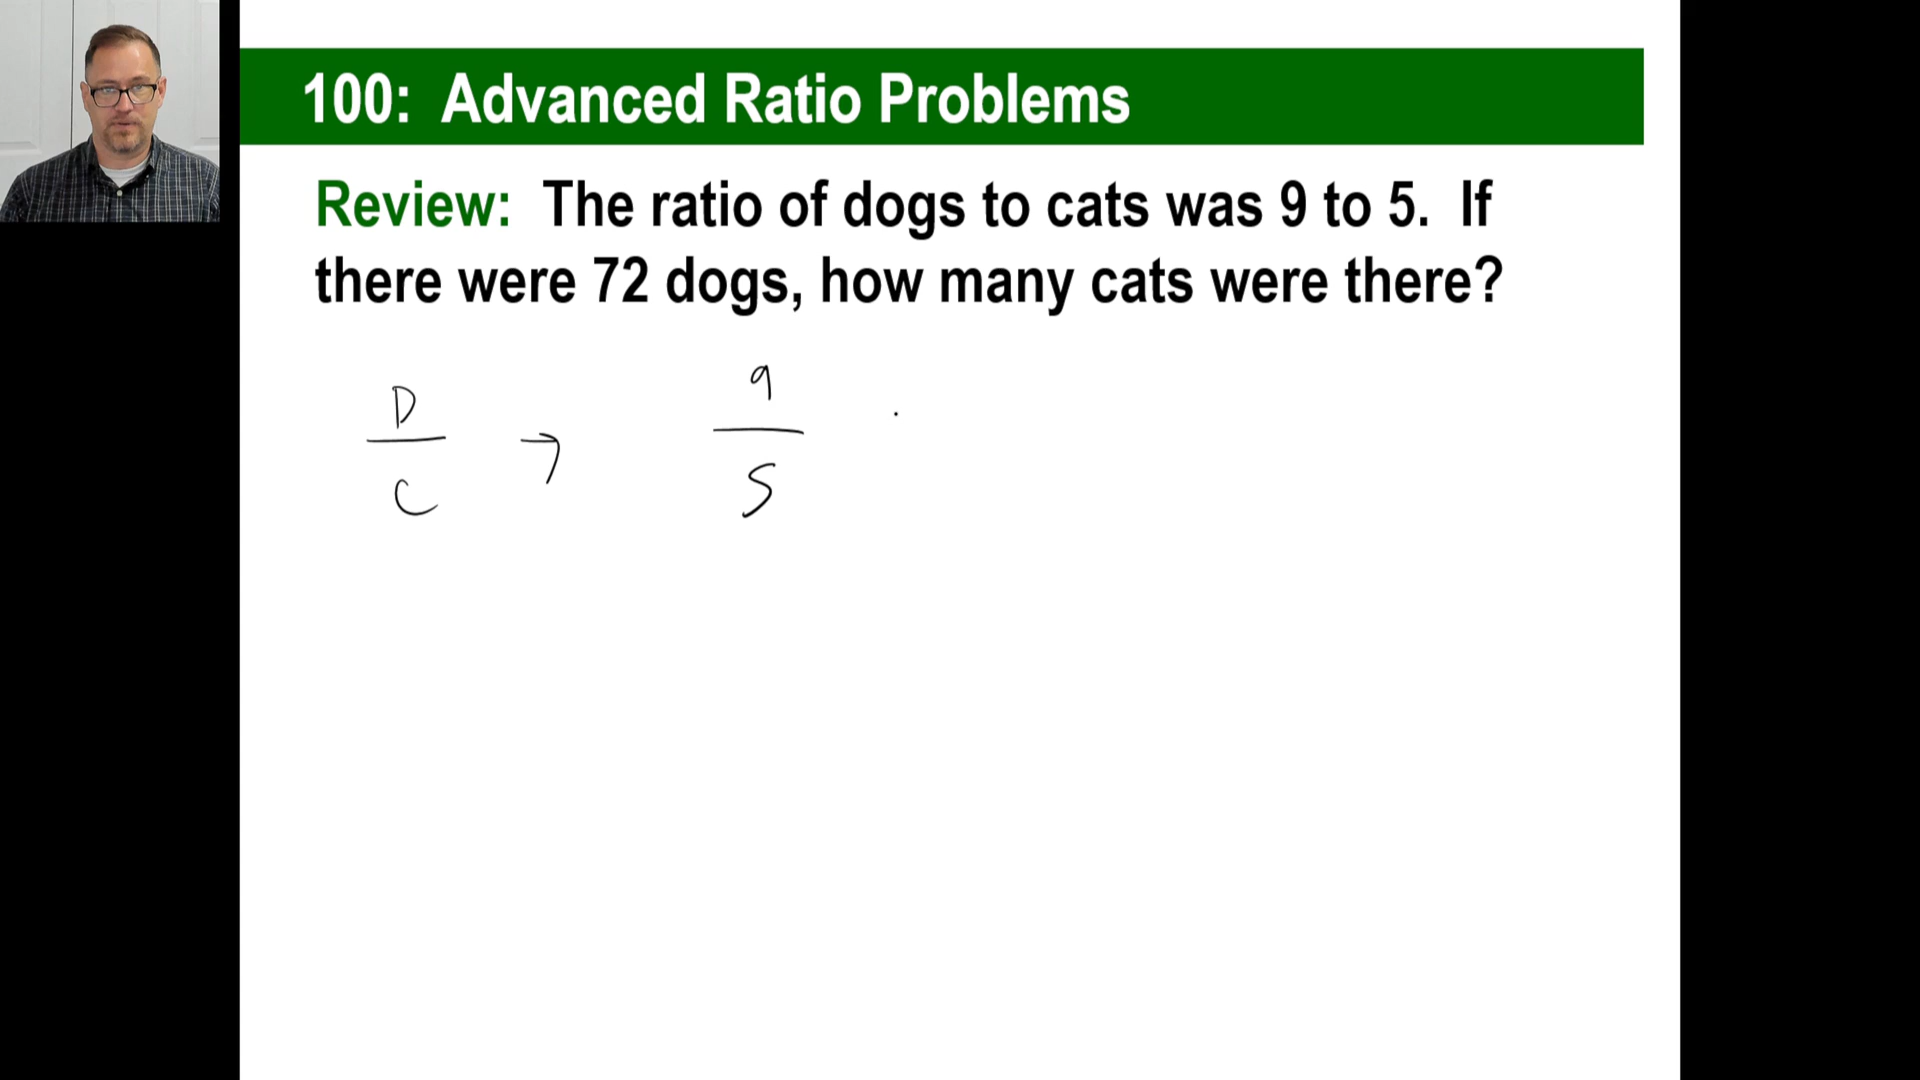 100: Advanced Ratio Problems
Review: The ratio of dogs to cats was 9 to 5. If
there were 72 dogs, how many cats were there?
D
C
→
9
5